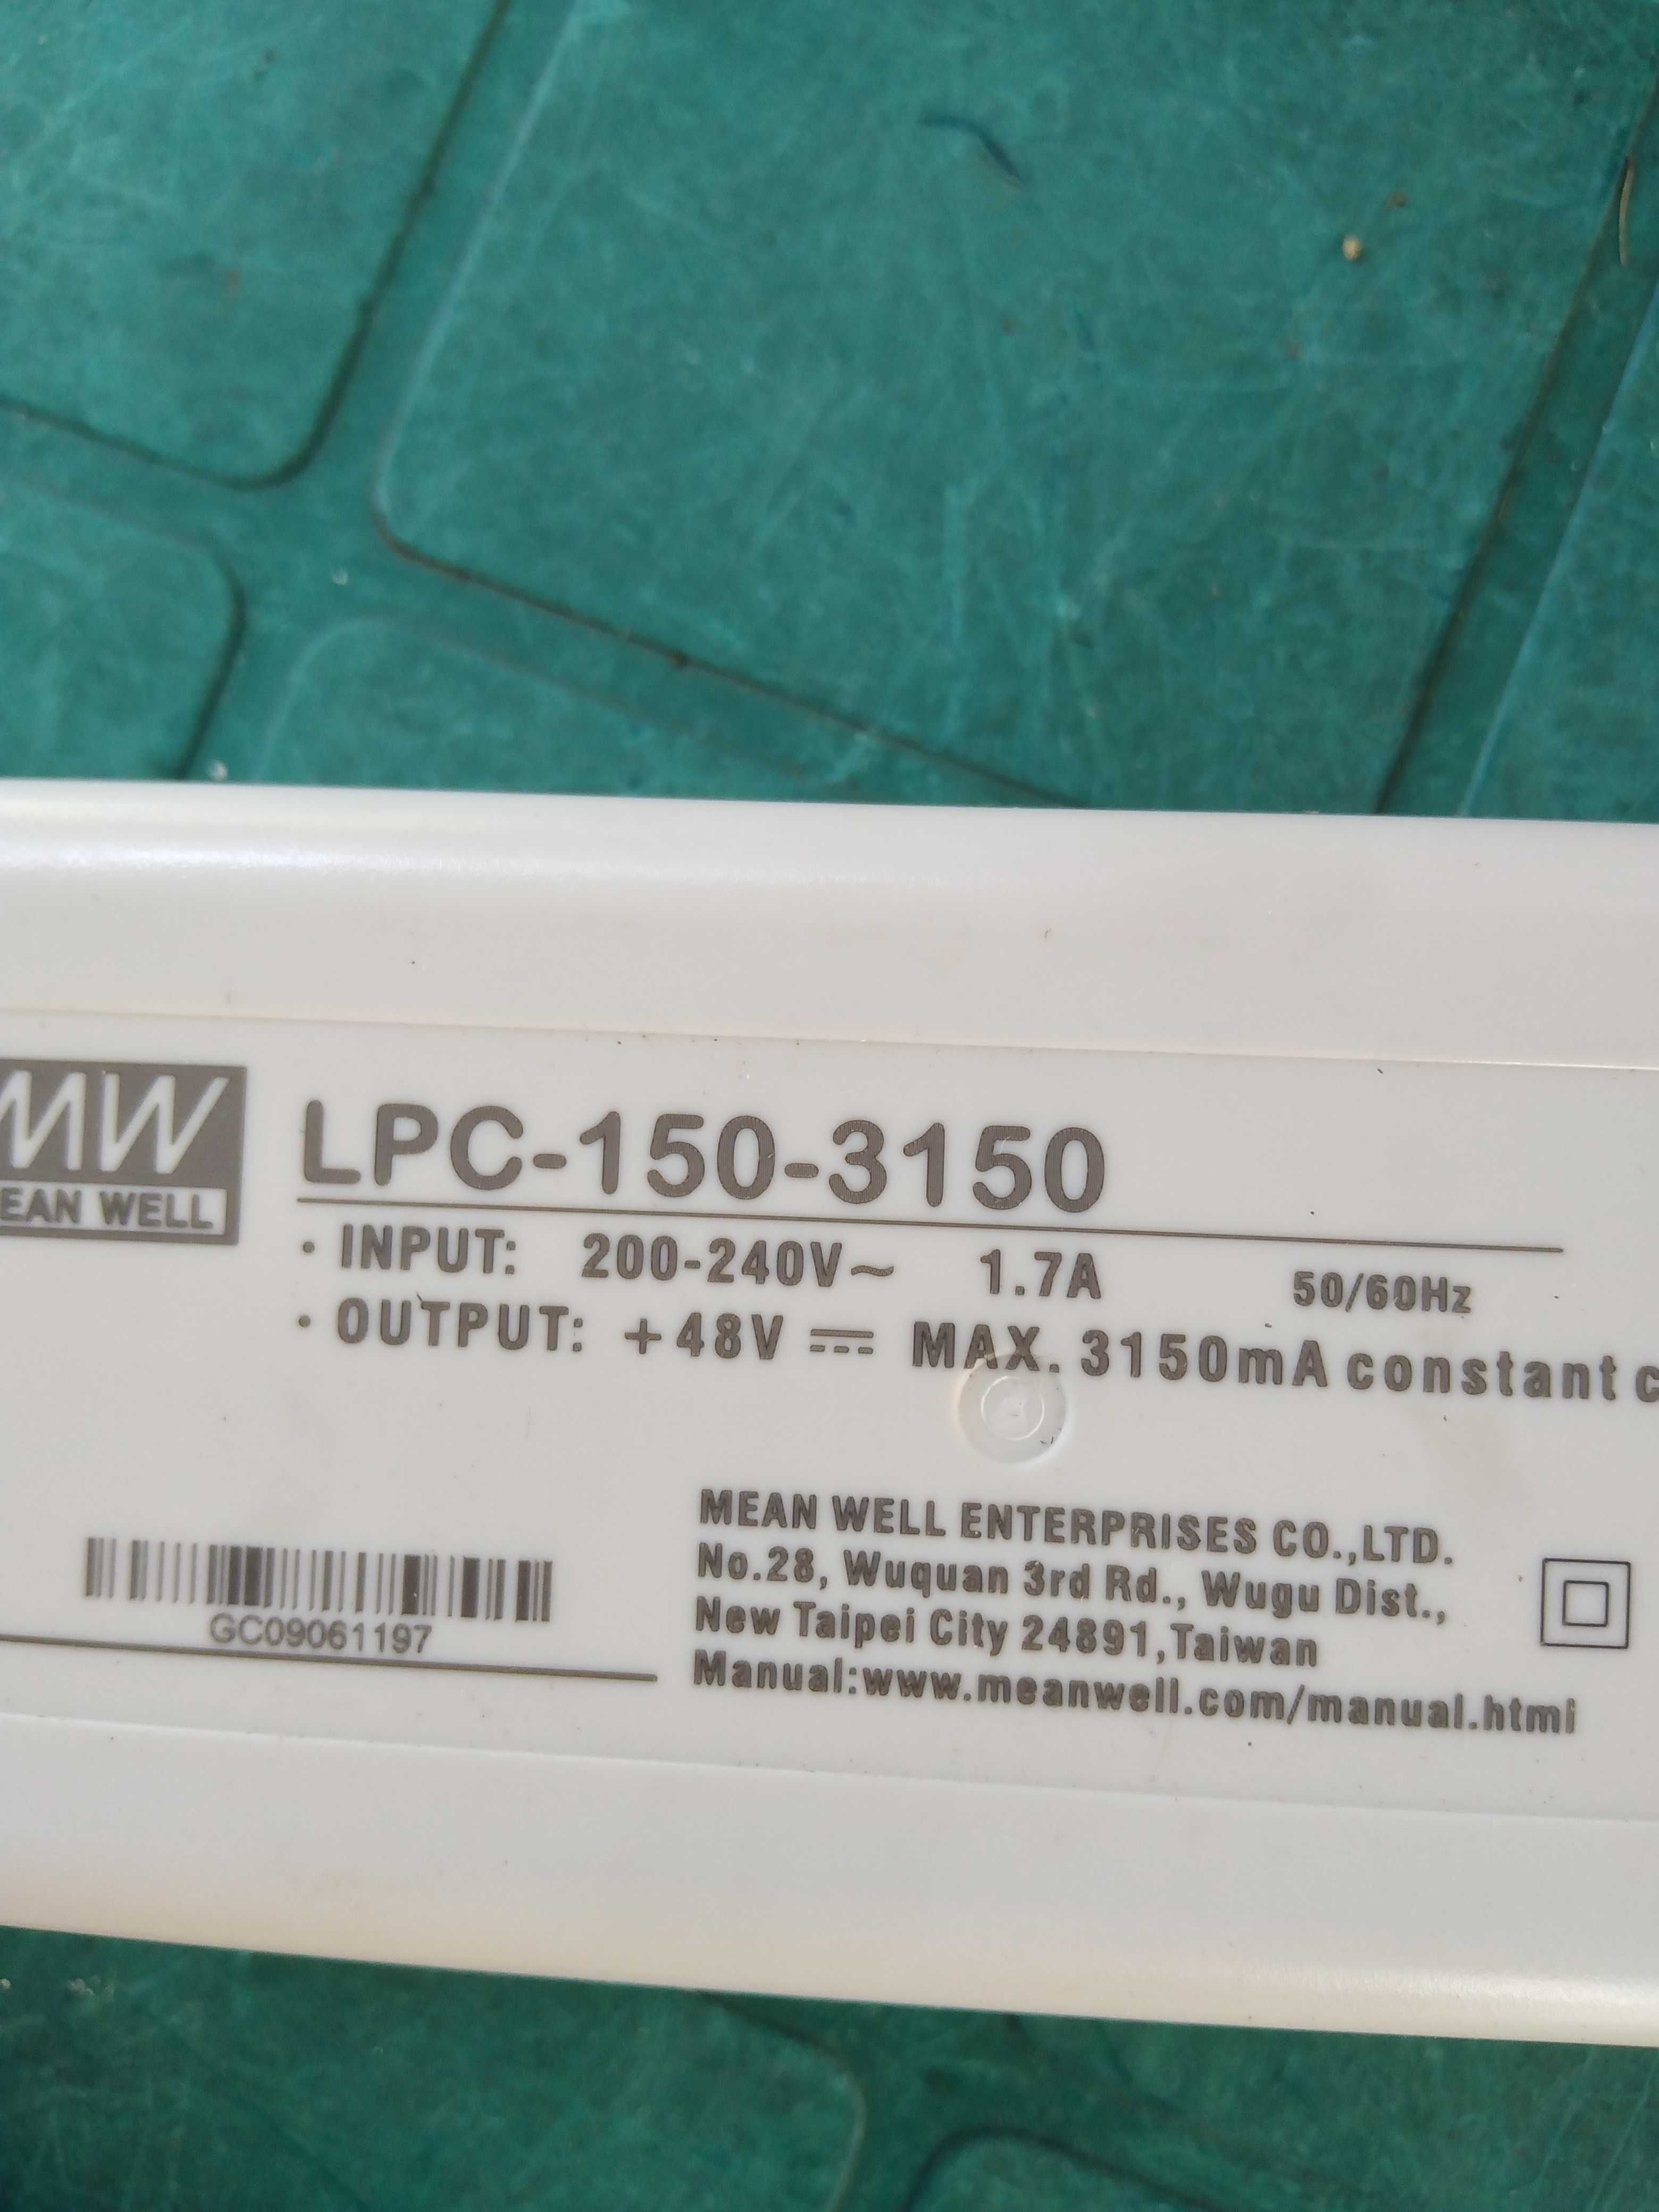 MW
EAN WELL
LPC-150-3150
• INPUT: 200-240V~ 1.7A 50/60Hz
• OUTPUT: +48V ⎓ MAX. 3150mA constant c
MEAN WELL ENTERPRISES CO.,LTD.
No.28, Wuquan 3rd Rd., Wugu Dist.,
New Taipei City 24891,Taiwan
Manual:www.meanwell.com/manual.html
GC09061197